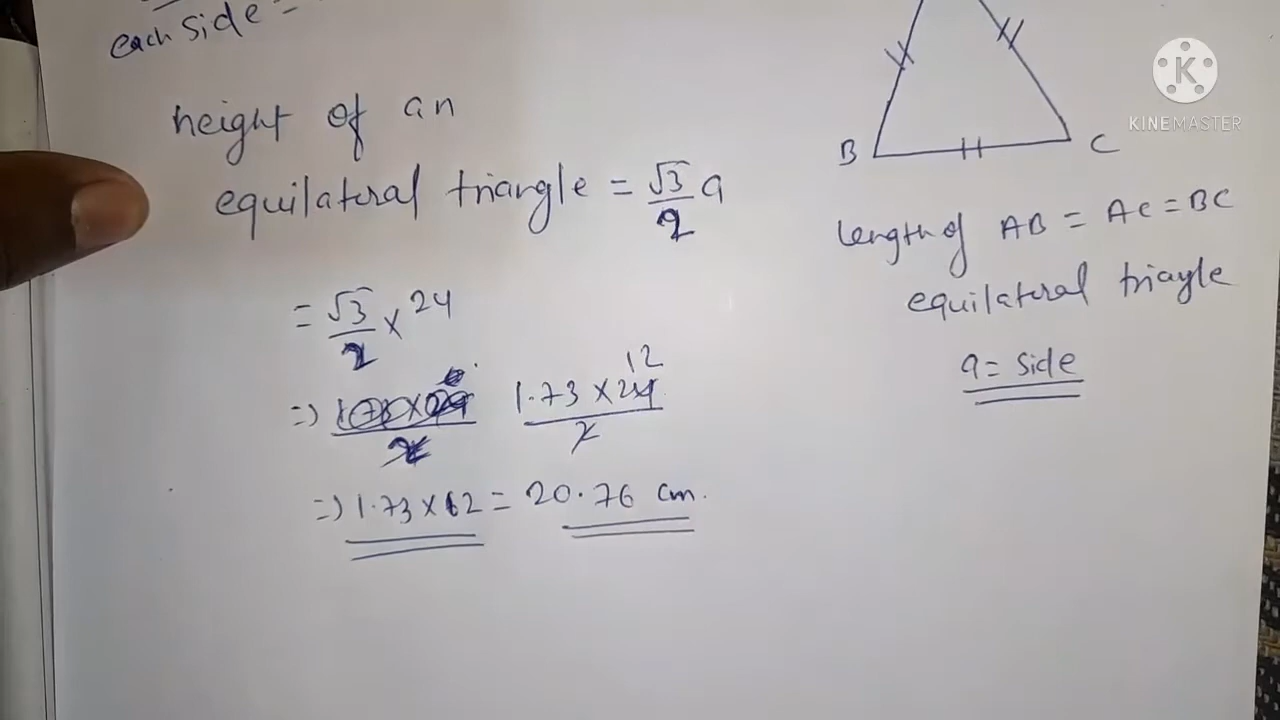 each side =
height of an
equilateral triangle = √3/2 a
= √3/2 × 24
=> 1.73 × 24/2 12
=> 1.73 × 12 = 20.76 cm.
B C
length of AB = AC = BC
equilateral triangle
a = side
K
KINEMASTER